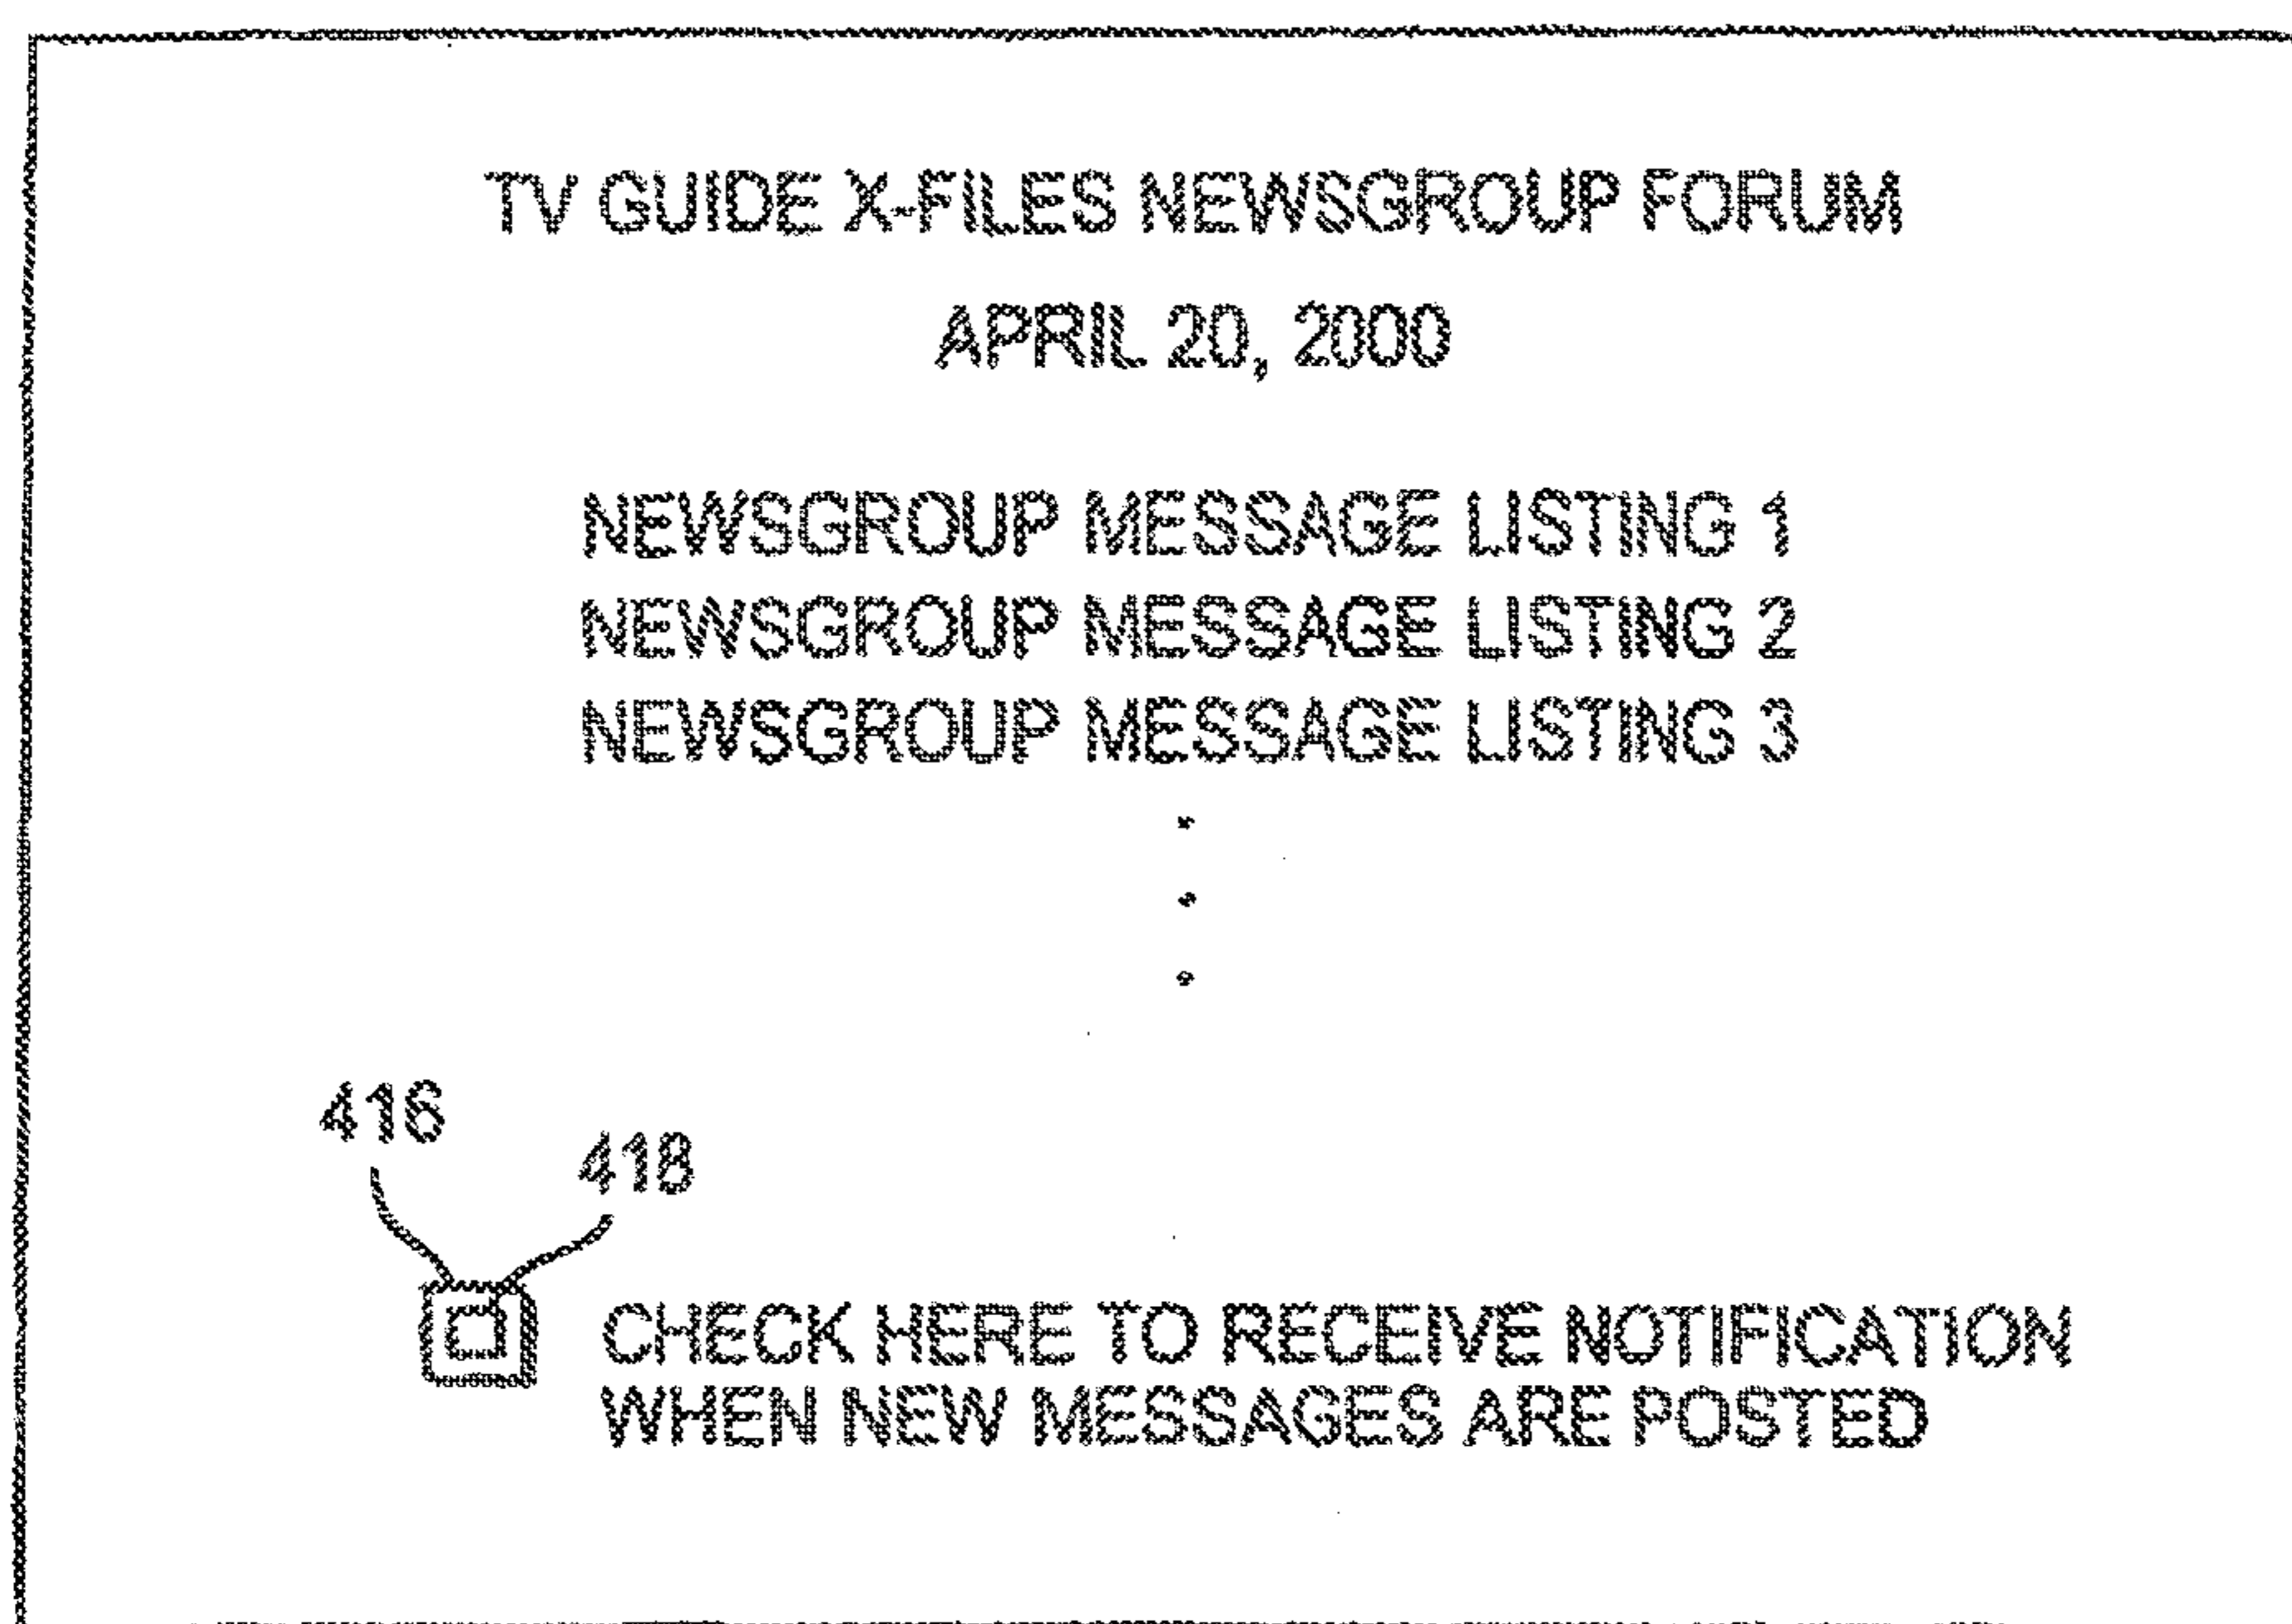 TV GUIDE X-FILES NEWSGROUP FORUM
APRIL 20, 2000
NEWSGROUP MESSAGE LISTING 1
NEWSGROUP MESSAGE LISTING 2
NEWSGROUP MESSAGE LISTING 3
416
418
CHECK HERE TO RECEIVE NOTIFICATION
WHEN NEW MESSAGES ARE POSTED